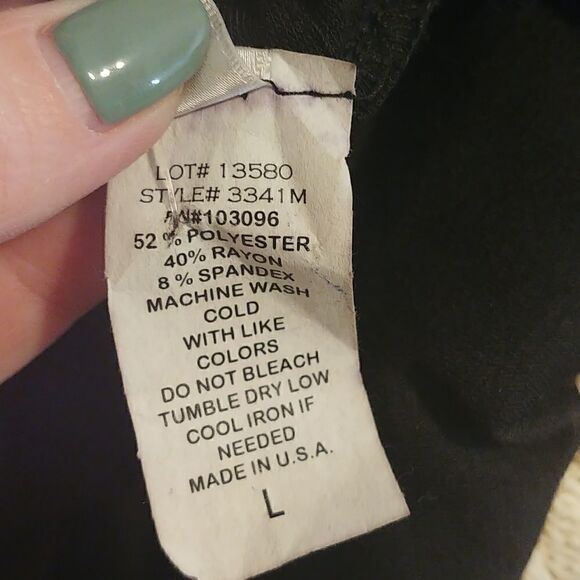 LOT# 13580
STYLE# 3341M
RN#103096
52 % POLYESTER
40% RAYON
8 % SPANDEX
MACHINE WASH
COLD
WITH LIKE
COLORS
DO NOT BLEACH
TUMBLE DRY LOW
COOL IRON IF
NEEDED
MADE IN U.S.A.
L